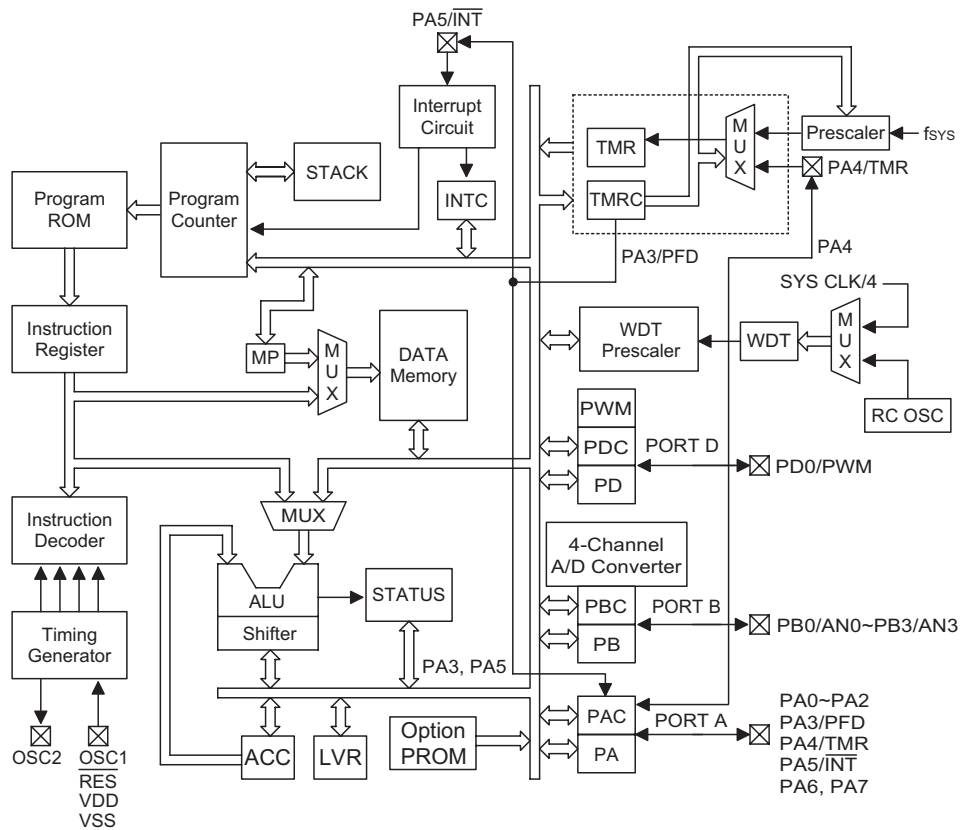 PA5/INT
Interrupt
Circuit
INTC
STACK
Program
Counter
Program
ROM
Instruction
Register
MP
M
U
X
DATA
Memory
TMR
TMRC
M
U
X
Prescaler
fSYS
PA4/TMR
PA3/PFD
PA4
SYS CLK/4
WDT
Prescaler
WDT
M
U
X
RC OSC
PWM
PDC
PD
PORT D
PD0/PWM
Instruction
Decoder
MUX
ALU
Shifter
STATUS
4-Channel
A/D Converter
PBC
PB
PORT B
PB0/AN0~PB3/AN3
Timing
Generator
OSC2
OSC1
RES
VDD
VSS
PA3, PA5
ACC
LVR
Option
PROM
PAC
PA
PORT A
PA0~PA2
PA3/PFD
PA4/TMR
PA5/INT
PA6, PA7